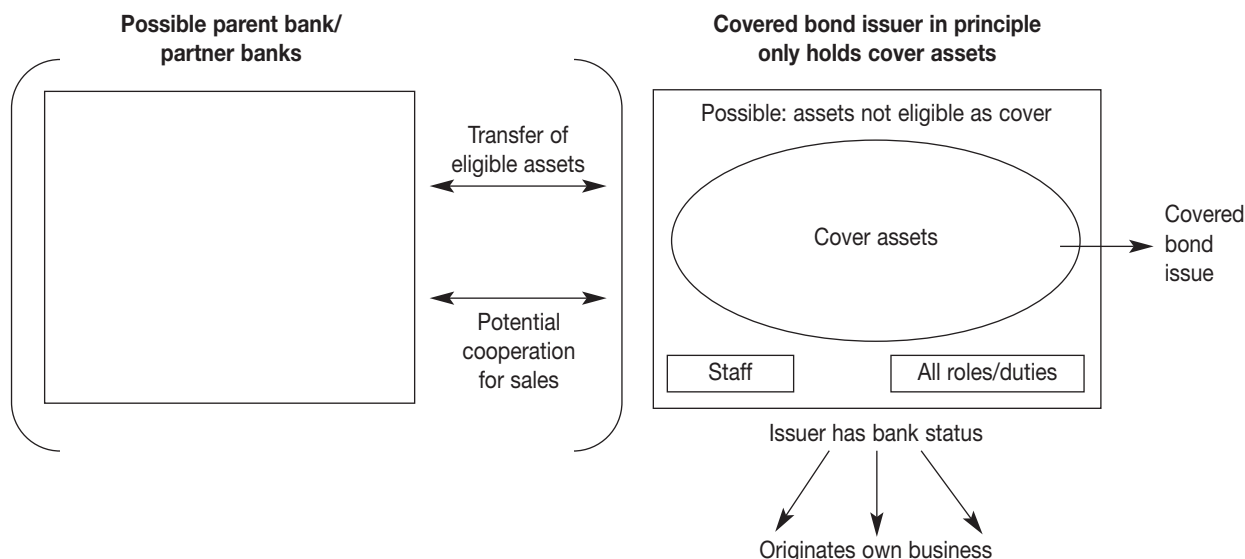 Possible parent bank/
partner banks
Covered bond issuer in principle
only holds cover assets
Possible: assets not eligible as cover
Transfer of
eligible assets
Cover assets
Covered
bond
issue
Potential
cooperation
for sales
Staff
All roles/duties
Issuer has bank status
Originates own business